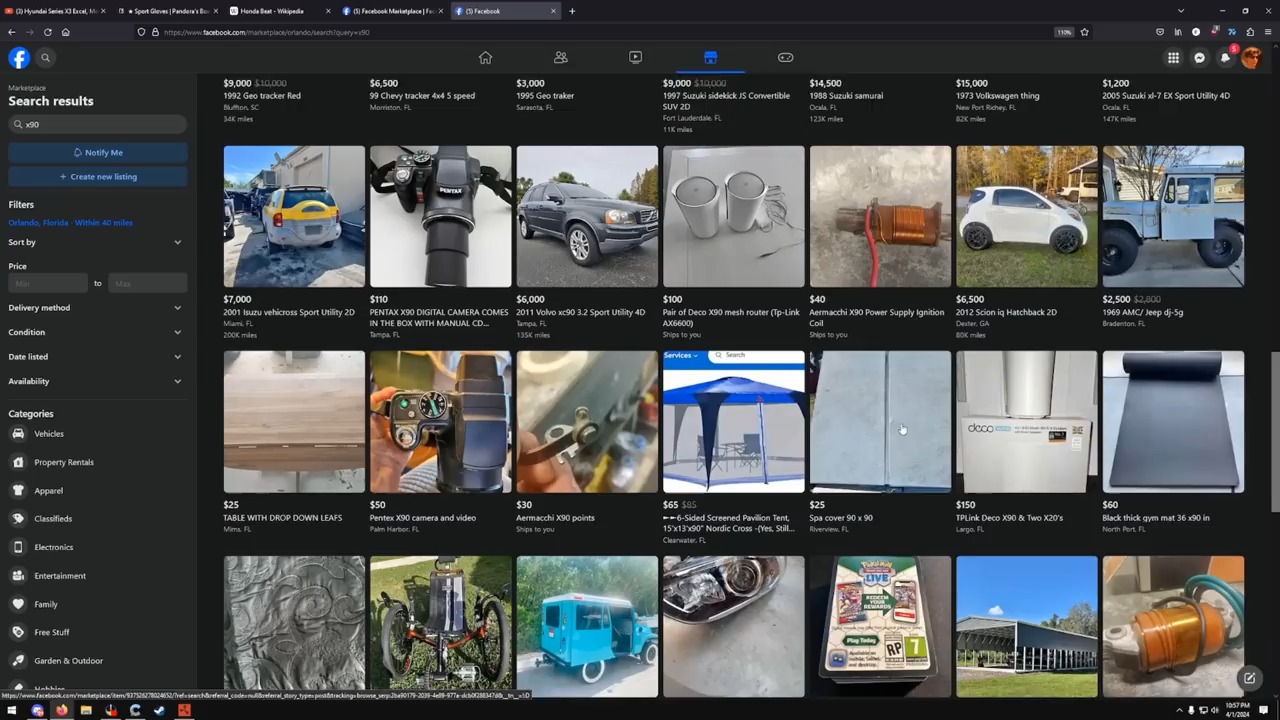 (3) Hyundai Series X3 Excel, Mo
★ Sport Gloves | Pandora's Bo
Honda Beat - Wikipedia
(5) Facebook Marketplace | Fac
(5) Facebook
https://www.facebook.com/marketplace/orlando/search?query=x90
110%
Marketplace
Search results
x90
Notify Me
+ Create new listing
Filters
Orlando, Florida · Within 40 miles
Sort by
Price
Min to Max
Delivery method
Condition
Date listed
Availability
Categories
Vehicles
Property Rentals
Apparel
Classifieds
Electronics
Entertainment
Family
Free Stuff
Garden & Outdoor
Hobbies
$9,000 $10,000
1992 Geo tracker Red
Bluffton, SC
34K miles
$6,500
99 Chevy tracker 4x4 5 speed
Morriston, FL
$3,000
1995 Geo traker
Sarasota, FL
$9,000 $10,000
1997 Suzuki sidekick JS Convertible
SUV 2D
Fort Lauderdale, FL
11K miles
$14,500
1988 Suzuki samurai
Ocala, FL
123K miles
$15,000
1973 Volkswagen thing
New Port Richey, FL
82K miles
$1,200
2005 Suzuki xl-7 EX Sport Utility 4D
Ocala, FL
147K miles
PENTAX
$7,000
2001 Isuzu vehicross Sport Utility 2D
Miami, FL
200K miles
$110
PENTAX X90 DIGITAL CAMERA COMES
IN THE BOX WITH MANUAL CD...
Tampa, FL
$6,000
2011 Volvo xc90 3.2 Sport Utility 4D
Tampa, FL
135K miles
$100
Pair of Deco X90 mesh router (Tp-Link
AX6600)
Ships to you
$40
Aermacchi X90 Power Supply Ignition
Coil
Ships to you
$6,500
2012 Scion iq Hatchback 2D
Dexter, GA
80K miles
$2,500 $2,800
1969 AMC/ Jeep dj-5g
Bradenton, FL
Services
Search
deco
$25
TABLE WITH DROP DOWN LEAFS
Mims, FL
$50
Pentex X90 camera and video
Palm Harbor, FL
$30
Aermacchi X90 points
Ships to you
$65 $85
►►6-Sided Screened Pavilion Tent,
15'x13'x90" Nordic Cross -(Yes, Still...
Clearwater, FL
$25
Spa cover 90 x 90
Riverview, FL
$150
TPLink Deco X90 & Two X20's
Largo, FL
$60
Black thick gym mat 36 x90 in
North Port, FL
Pokémon
LIVE
REDEEM
YOUR
REWARDS
Play Today
RP
7
10:57 PM
4/1/2024